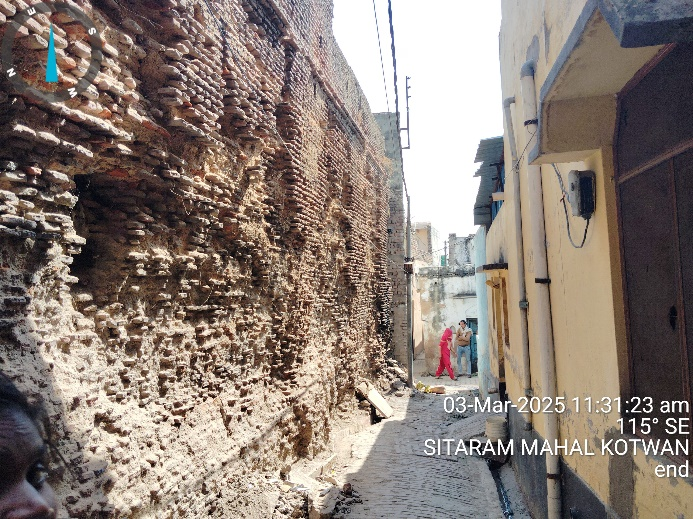 03-Mar-2025 11:31:23 am
115° SE
SITARAM MAHAL KOTWAN
end